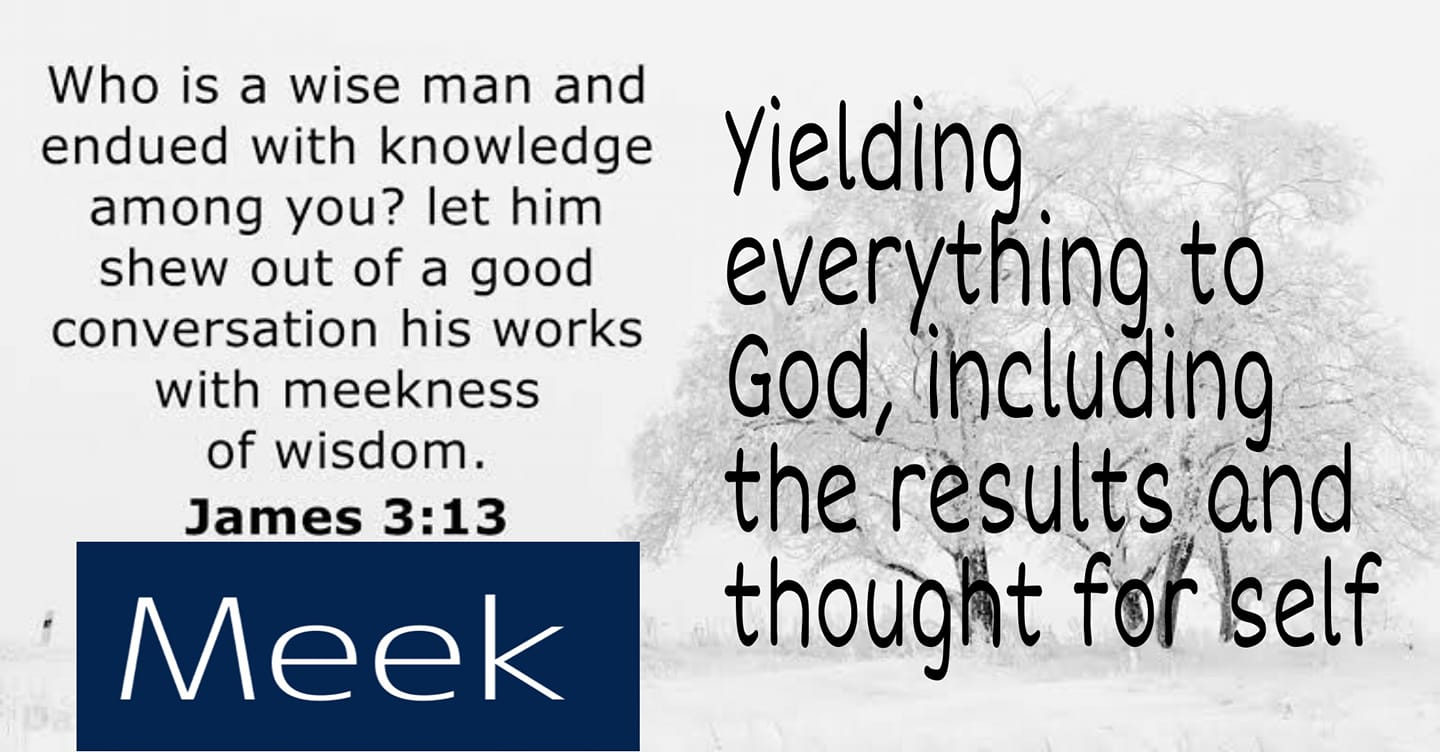 Who is a wise man and
endued with knowledge
among you? let him
shew out of a good
conversation his works
with meekness
of wisdom.
James 3:13
Meek
Yielding
everything to
God, including
the results and
thought for self